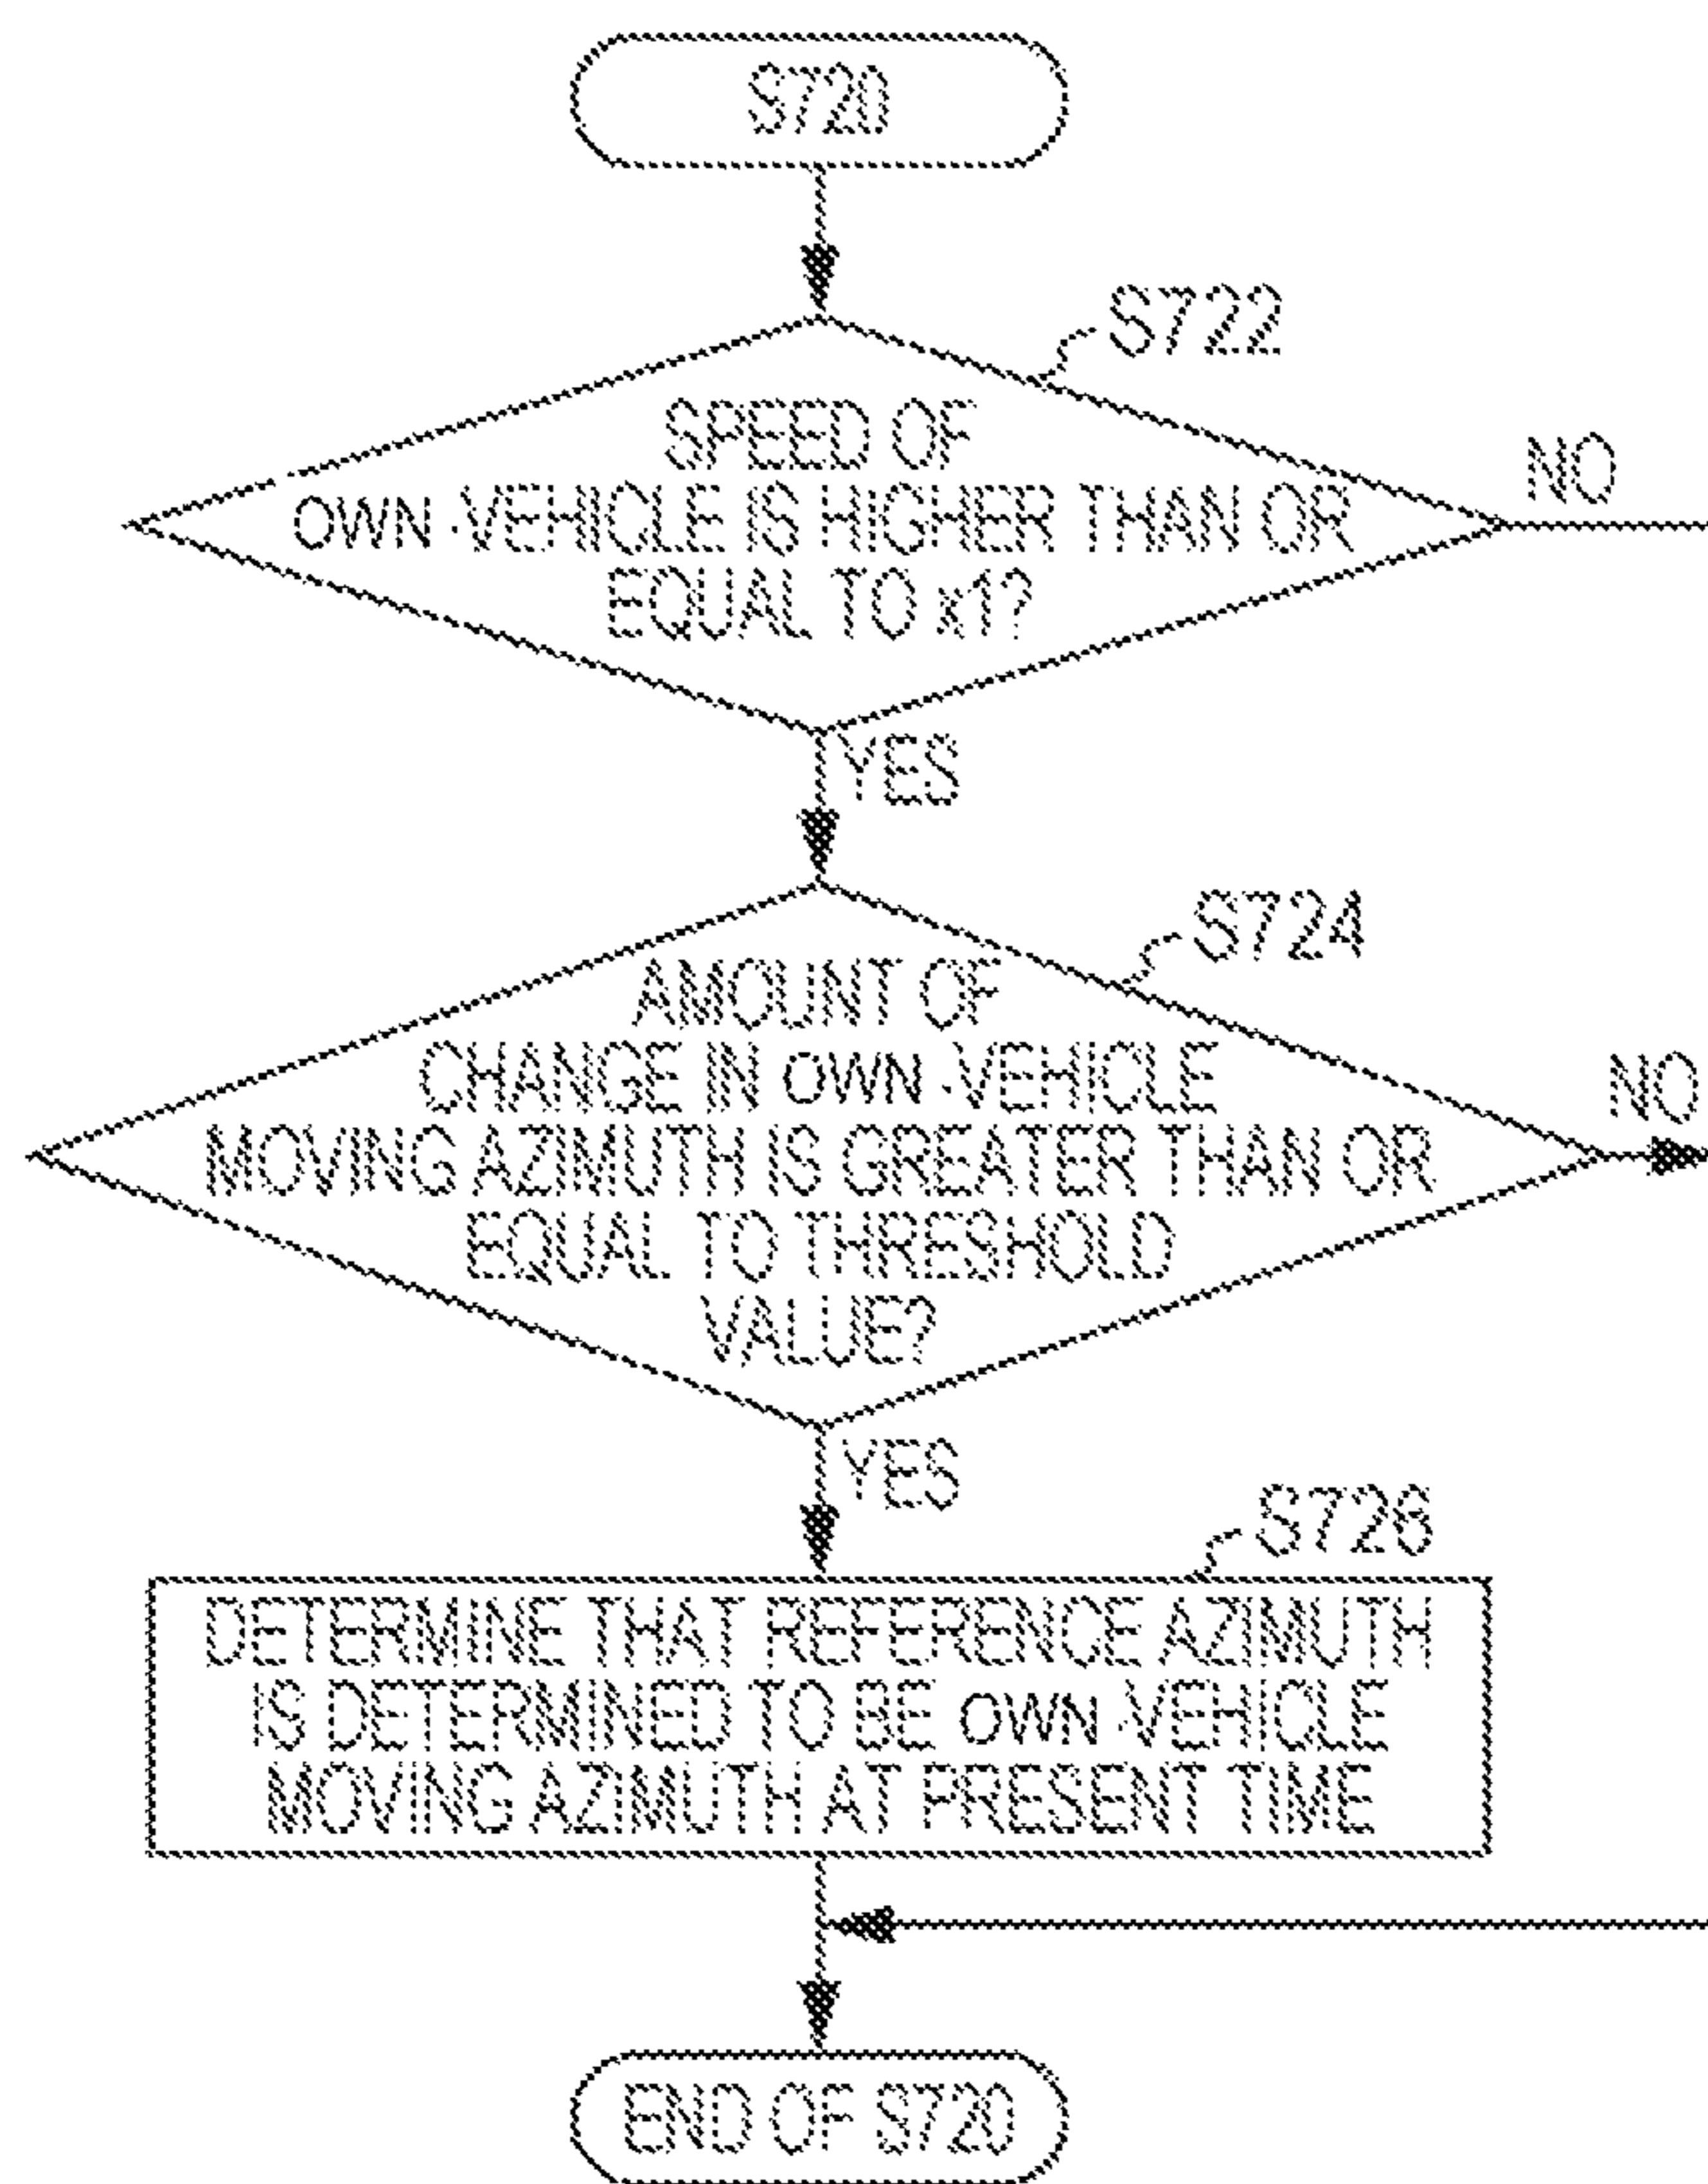 S720
S722
SPEED OF
OWN VEHICLE IS HIGHER THAN OR
EQUAL TO x1?
NO
YES
S724
AMOUNT OF
CHANGE IN OWN VEHICLE
MOVING AZIMUTH IS GREATER THAN OR
EQUAL TO THRESHOLD
VALUE?
NO
YES
S726
DETERMINE THAT REFERENCE AZIMUTH
IS DETERMINED TO BE OWN VEHICLE
MOVING AZIMUTH AT PRESENT TIME
END OF S720